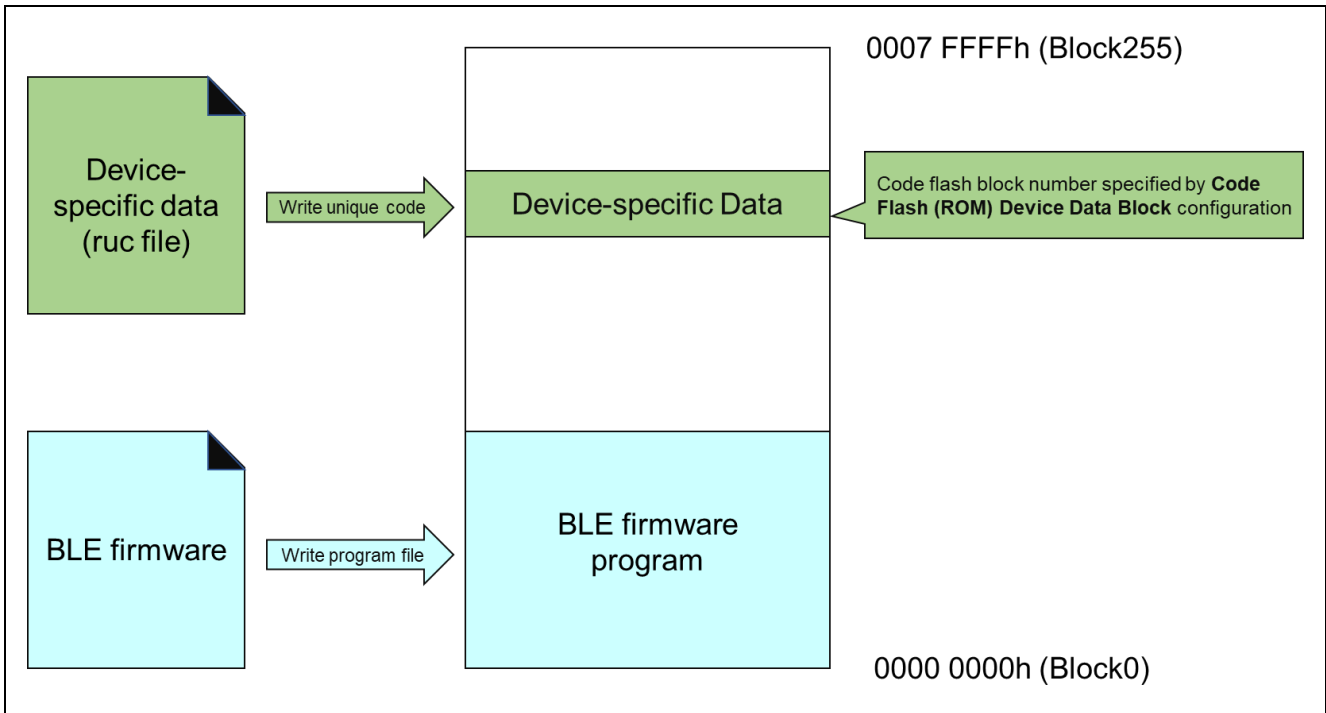 0007 FFFFh (Block255)
Device-
specific data
(ruc file)
Write unique code
Device-specific Data
Code flash block number specified by Code
Flash (ROM) Device Data Block configuration
BLE firmware
Write program file
BLE firmware
program
0000 0000h (Block0)